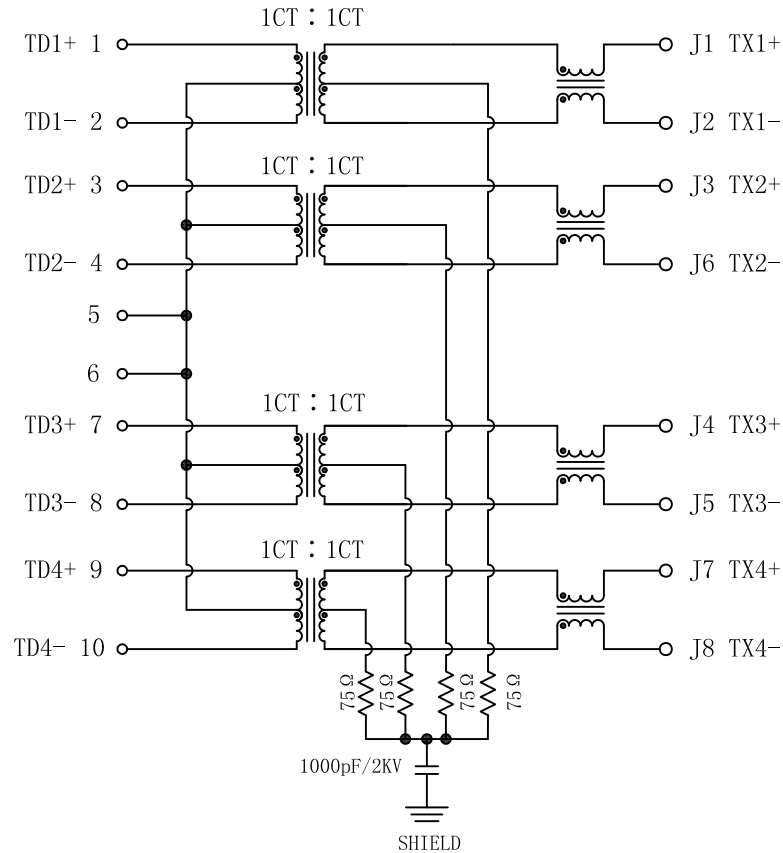 1CT：1CT
TD1+ 1
J1 TX1+
TD1- 2
J2 TX1-
1CT：1CT
TD2+ 3
J3 TX2+
TD2- 4
J6 TX2-
5
6
1CT：1CT
TD3+ 7
J4 TX3+
TD3- 8
J5 TX3-
1CT：1CT
TD4+ 9
J7 TX4+
TD4- 10
J8 TX4-
75Ω
75Ω
75Ω
75Ω
1000pF/2KV
SHIELD